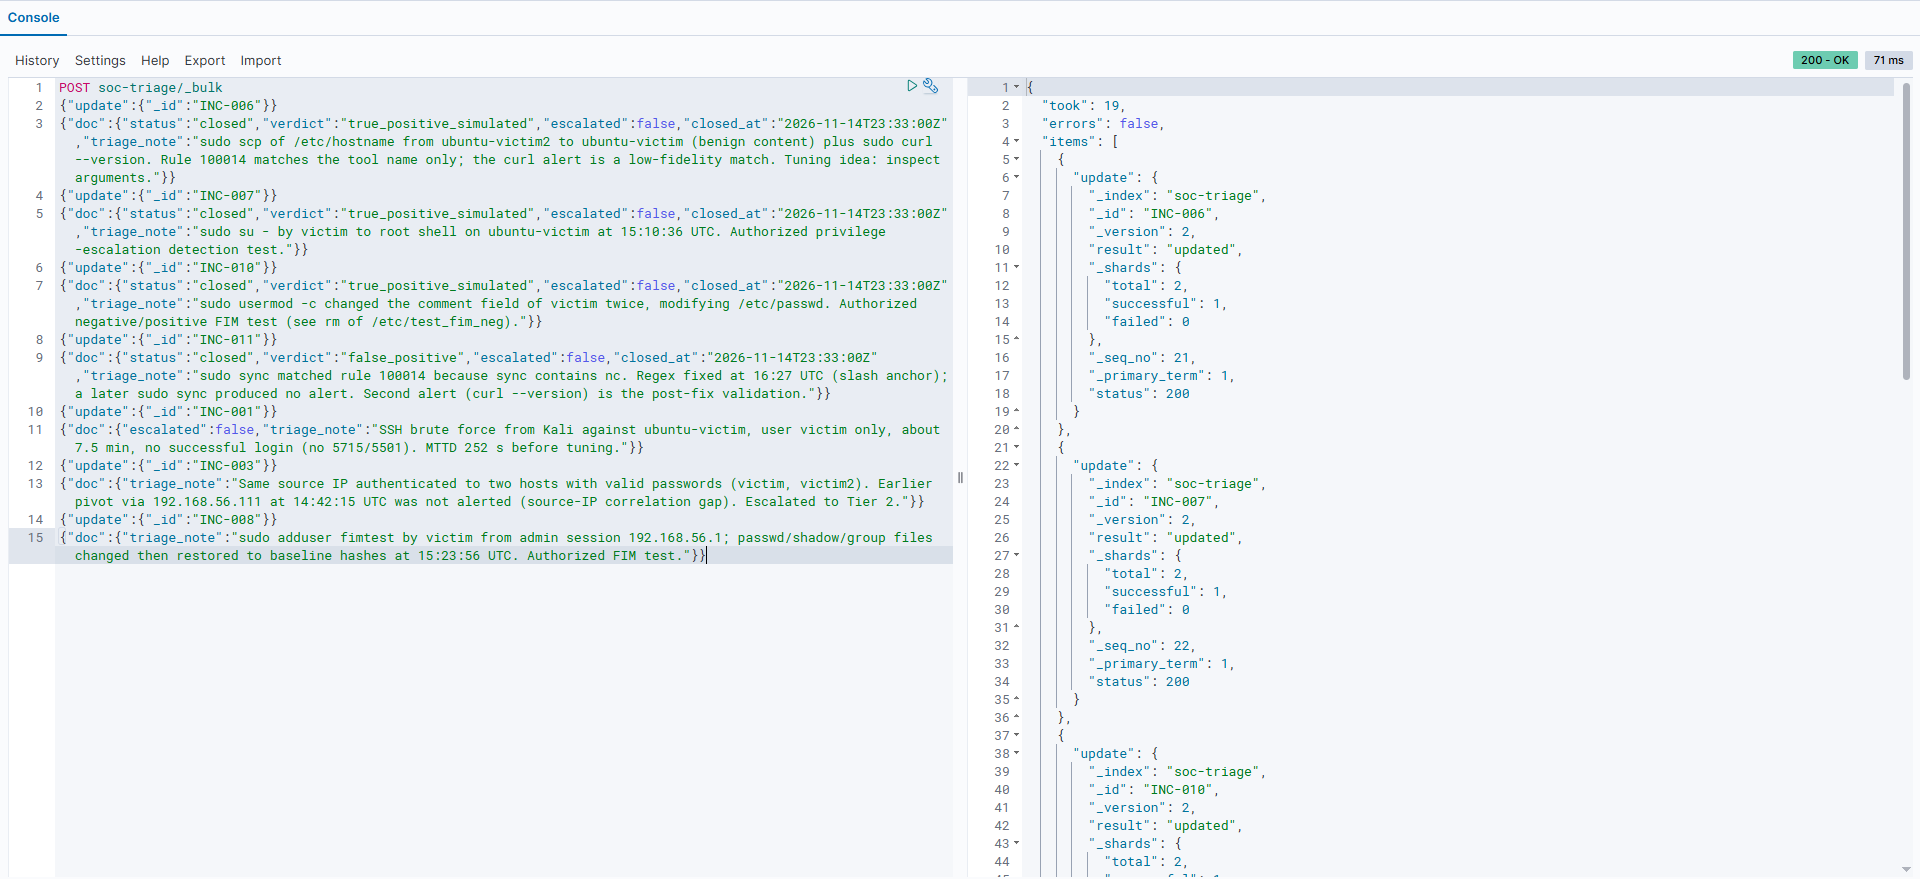 Console
History Settings Help Export Import
200 - OK 71 ms
1 POST soc-triage/_bulk
2 {"update":{"_id":"INC-006"}}
3 {"doc":{"status":"closed","verdict":"true_positive_simulated","escalated":false,"closed_at":"2026-11-14T23:33:00Z"
,"triage_note":"sudo scp of /etc/hostname from ubuntu-victim2 to ubuntu-victim (benign content) plus sudo curl
--version. Rule 100014 matches the tool name only; the curl alert is a low-fidelity match. Tuning idea: inspect
arguments."}}
4 {"update":{"_id":"INC-007"}}
5 {"doc":{"status":"closed","verdict":"true_positive_simulated","escalated":false,"closed_at":"2026-11-14T23:33:00Z"
,"triage_note":"sudo su - by victim to root shell on ubuntu-victim at 15:10:36 UTC. Authorized privilege
-escalation detection test."}}
6 {"update":{"_id":"INC-010"}}
7 {"doc":{"status":"closed","verdict":"true_positive_simulated","escalated":false,"closed_at":"2026-11-14T23:33:00Z"
,"triage_note":"sudo usermod -c changed the comment field of victim twice, modifying /etc/passwd. Authorized
negative/positive FIM test (see rm of /etc/test_fim_neg)."}}
8 {"update":{"_id":"INC-011"}}
9 {"doc":{"status":"closed","verdict":"false_positive","escalated":false,"closed_at":"2026-11-14T23:33:00Z"
,"triage_note":"sudo sync matched rule 100014 because sync contains nc. Regex fixed at 16:27 UTC (slash anchor);
a later sudo sync produced no alert. Second alert (curl --version) is the post-fix validation."}}
10 {"update":{"_id":"INC-001"}}
11 {"doc":{"escalated":false,"triage_note":"SSH brute force from Kali against ubuntu-victim, user victim only, about
7.5 min, no successful login (no 5715/5501). MTTD 252 s before tuning."}}
12 {"update":{"_id":"INC-003"}}
13 {"doc":{"triage_note":"Same source IP authenticated to two hosts with valid passwords (victim, victim2). Earlier
pivot via 192.168.56.111 at 14:42:15 UTC was not alerted (source-IP correlation gap). Escalated to Tier 2."}}
14 {"update":{"_id":"INC-008"}}
15 {"doc":{"triage_note":"sudo adduser fimtest by victim from admin session 192.168.56.1; passwd/shadow/group files
changed then restored to baseline hashes at 15:23:56 UTC. Authorized FIM test."}}
1 {
2 "took": 19,
3 "errors": false,
4 "items": [
5 {
6 "update": {
7 "_index": "soc-triage",
8 "_id": "INC-006",
9 "_version": 2,
10 "result": "updated",
11 "_shards": {
12 "total": 2,
13 "successful": 1,
14 "failed": 0
15 },
16 "_seq_no": 21,
17 "_primary_term": 1,
18 "status": 200
19 }
20 },
21 {
22 "update": {
23 "_index": "soc-triage",
24 "_id": "INC-007",
25 "_version": 2,
26 "result": "updated",
27 "_shards": {
28 "total": 2,
29 "successful": 1,
30 "failed": 0
31 },
32 "_seq_no": 22,
33 "_primary_term": 1,
34 "status": 200
35 }
36 },
37 {
38 "update": {
39 "_index": "soc-triage",
40 "_id": "INC-010",
41 "_version": 2,
42 "result": "updated",
43 "_shards": {
44 "total": 2,